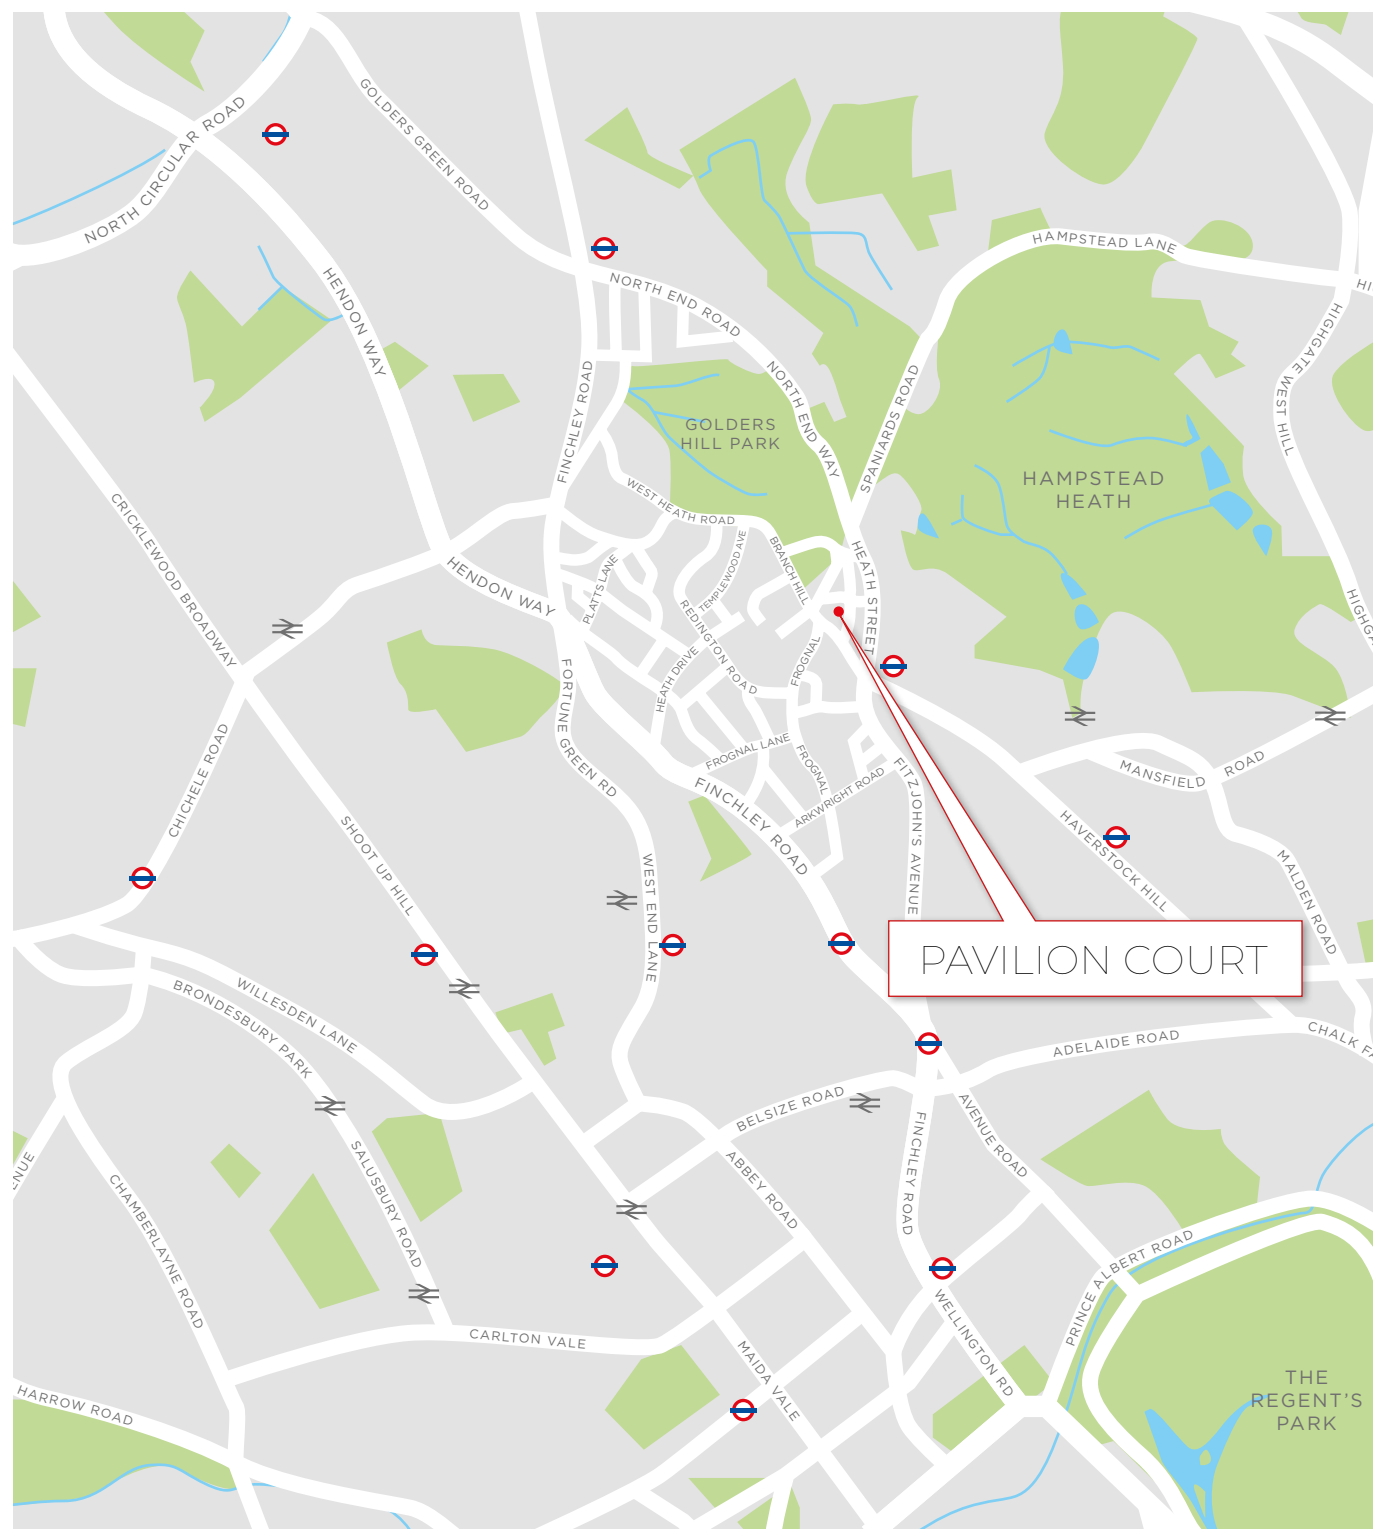 NORTH CIRCULAR ROAD
GOLDERS GREEN ROAD
HENDON WAY
NORTH END ROAD
HAMPSTEAD LANE
HI
HIGHGATE WEST HILL
FINCHLEY ROAD
NORTH END WAY
SPANIARDS ROAD
GOLDERS
HILL PARK
HAMPSTEAD
HEATH
CRICKLEWOOD BROADWAY
WEST HEATH ROAD
TEMPLEWOOD AVE
BRANCH HILL
HEATH STREET
HENDON WAY
PLATTS LANE
REDINGTON ROAD
HEATH DRIVE
FROGNAL
HIGHGA
FORTUNE GREEN RD
FROGNAL LANE
FROGNAL
ARKWRIGHT ROAD
FITZJOHN'S AVENUE
MANSFIELD ROAD
CHICHELE ROAD
SHOOT UP HILL
FINCHLEY ROAD
HAVERSTOCK HILL
MALDEN ROAD
WEST END LANE
PAVILION COURT
WILLESDEN LANE
BRONDESBURY PARK
ADELAIDE ROAD
CHALK FA
BELSIZE ROAD
AVENUE ROAD
FINCHLEY ROAD
ABBEY ROAD
ENUE
CHAMBERLAYNE ROAD
SALUSBURY ROAD
PRINCE ALBERT ROAD
CARLTON VALE
MAIDA VALE
WELLINGTON RD
HARROW ROAD
THE
REGENT'S
PARK